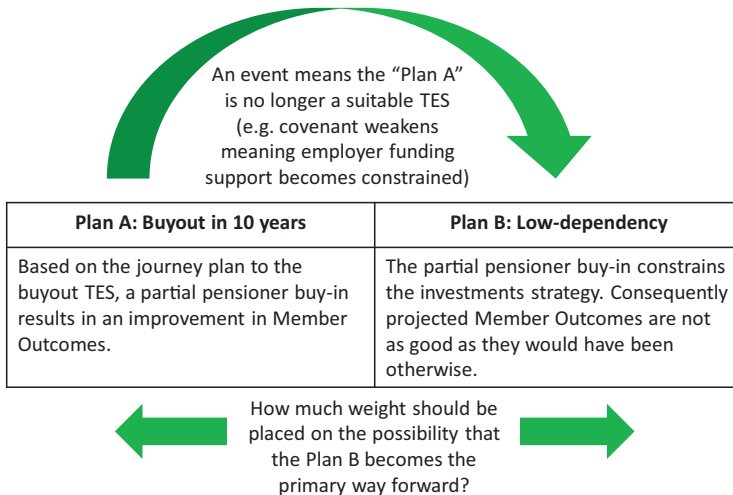 An event means the “Plan A”
is no longer a suitable TES
(e.g. covenant weakens
meaning employer funding
support becomes constrained)
Plan A: Buyout in 10 years
Plan B: Low-dependency
Based on the journey plan to the
buyout TES, a partial pensioner buy-in
results in an improvement in Member
Outcomes.
The partial pensioner buy-in constrains
the investments strategy. Consequently
projected Member Outcomes are not
as good as they would have been
otherwise.
How much weight should be
placed on the possibility that
the Plan B becomes the
primary way forward?